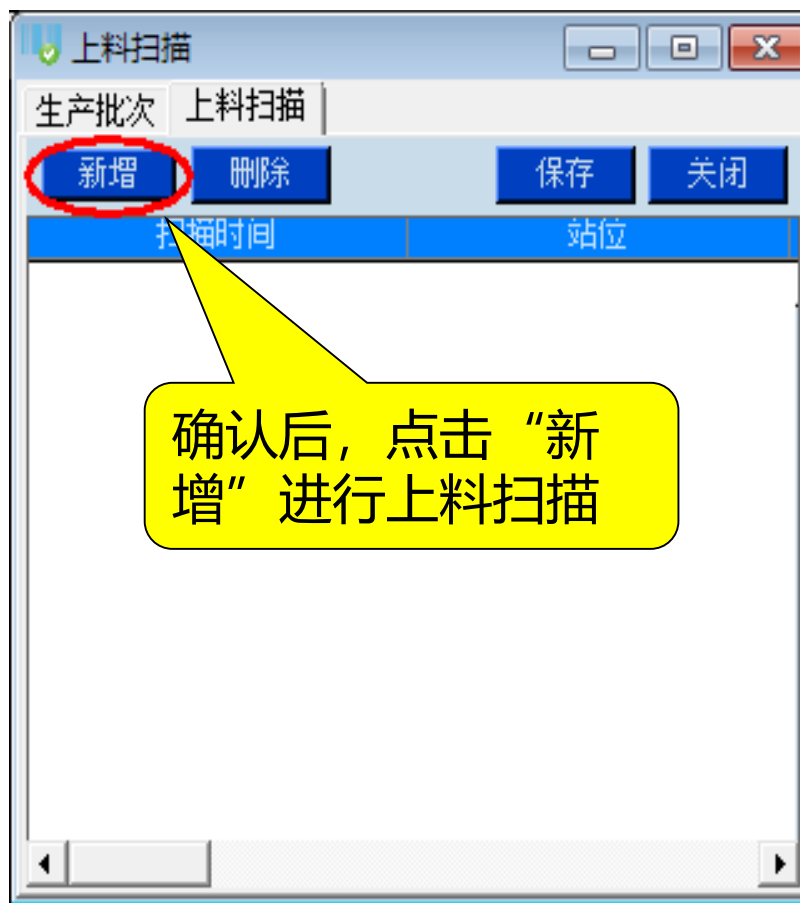 上料扫描
生产批次 上料扫描
新增 删除 保存 关闭
扫描时间 站位
确认后，点击“新
增”进行上料扫描